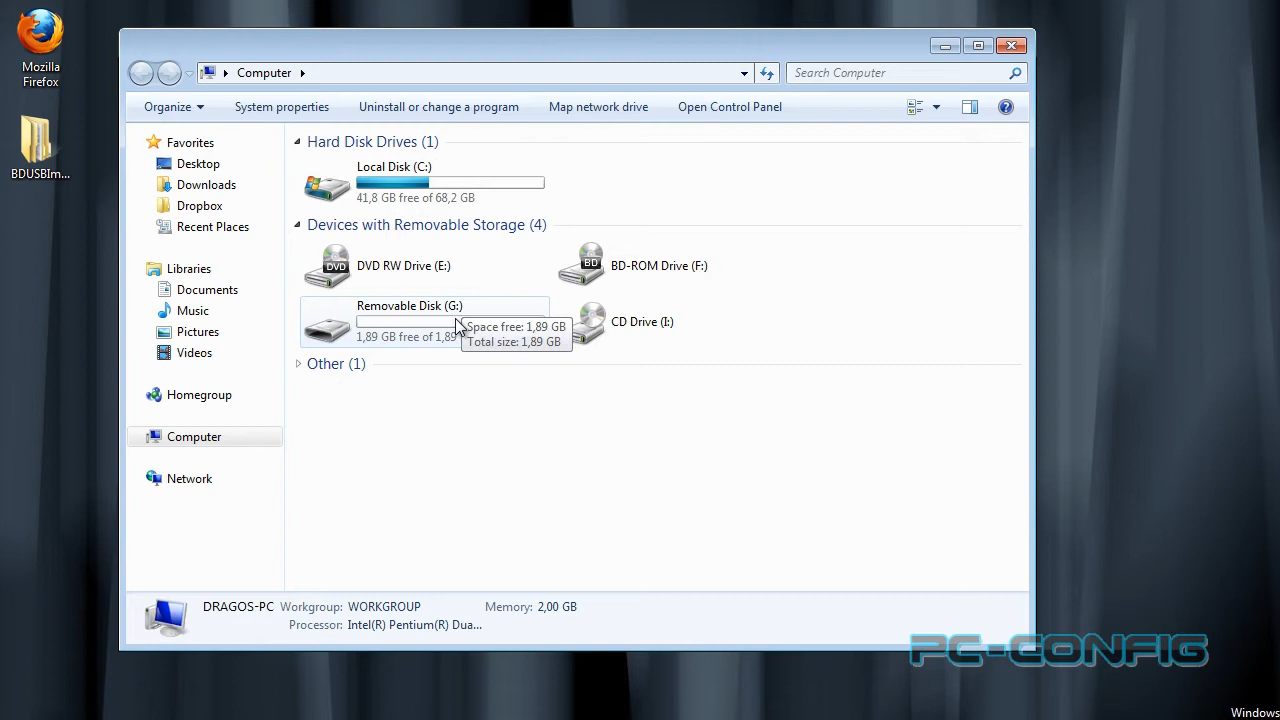 Mozilla
Firefox
BDUSBIm...
Computer
Search Computer
Organize
System properties
Uninstall or change a program
Map network drive
Open Control Panel
Favorites
Desktop
Downloads
Dropbox
Recent Places
Libraries
Documents
Music
Pictures
Videos
Homegroup
Computer
Network
Hard Disk Drives (1)
Local Disk (C:)
41,8 GB free of 68,2 GB
Devices with Removable Storage (4)
DVD
DVD RW Drive (E:)
BD
BD-ROM Drive (F:)
Removable Disk (G:)
1,89 GB free of 1,89
Space free: 1,89 GB
Total size: 1,89 GB
CD Drive (I:)
Other (1)
DRAGOS-PC Workgroup: WORKGROUP Memory: 2,00 GB
Processor: Intel(R) Pentium(R) Dua...
PC-CONFIG
Windows